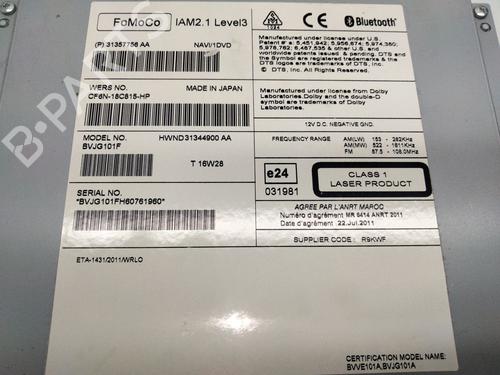 FoMoCo IAM2.1 Level3
(P) 31357756 AA NAVI/1DVD
WERS NO. MADE IN JAPAN
CF6N-18C815-HP
MODEL NO. HWND31344900 AA
BVJG101F
T 16W28
SERIAL NO.
*BVJG101FH60761960*
ETA-1431/2011/WRLO
1024
Bluetooth®
Manufactured under license under U.S.
Patent #'s : 5,451,942; 5,956,674; 5,974,380;
5,978,762; 6,487,535 & other U.S. and
worldwide patents issued & pending. DTS and
the Symbol are registered trademarks & the
DTS logos are trademarks of DTS, Inc.
© DTS, Inc. All Rights Reserved.
Manufactured under license from Dolby
Laboratories. Dolby and the double-D
symbol are trademarks of Dolby
Laboratories.
12V D.C. NEGATIVE GND.
FREQUENCY RANGE AM(LW) 153 - 282KHz
AM(MW) 522 - 1611KHz
FM 87.5 - 108.0MHz
e24
031981
CLASS 1
LASER PRODUCT
AGREE PAR L'ANRT MAROC
Numéro d'agrément MR 6414 ANRT 2011
Date d'agrément 22.Jul.2011
SUPPLIER CODE : R9KWF
CERTIFICATION MODEL NAME:
BVVE101A,BVJG101A
B-PARTS